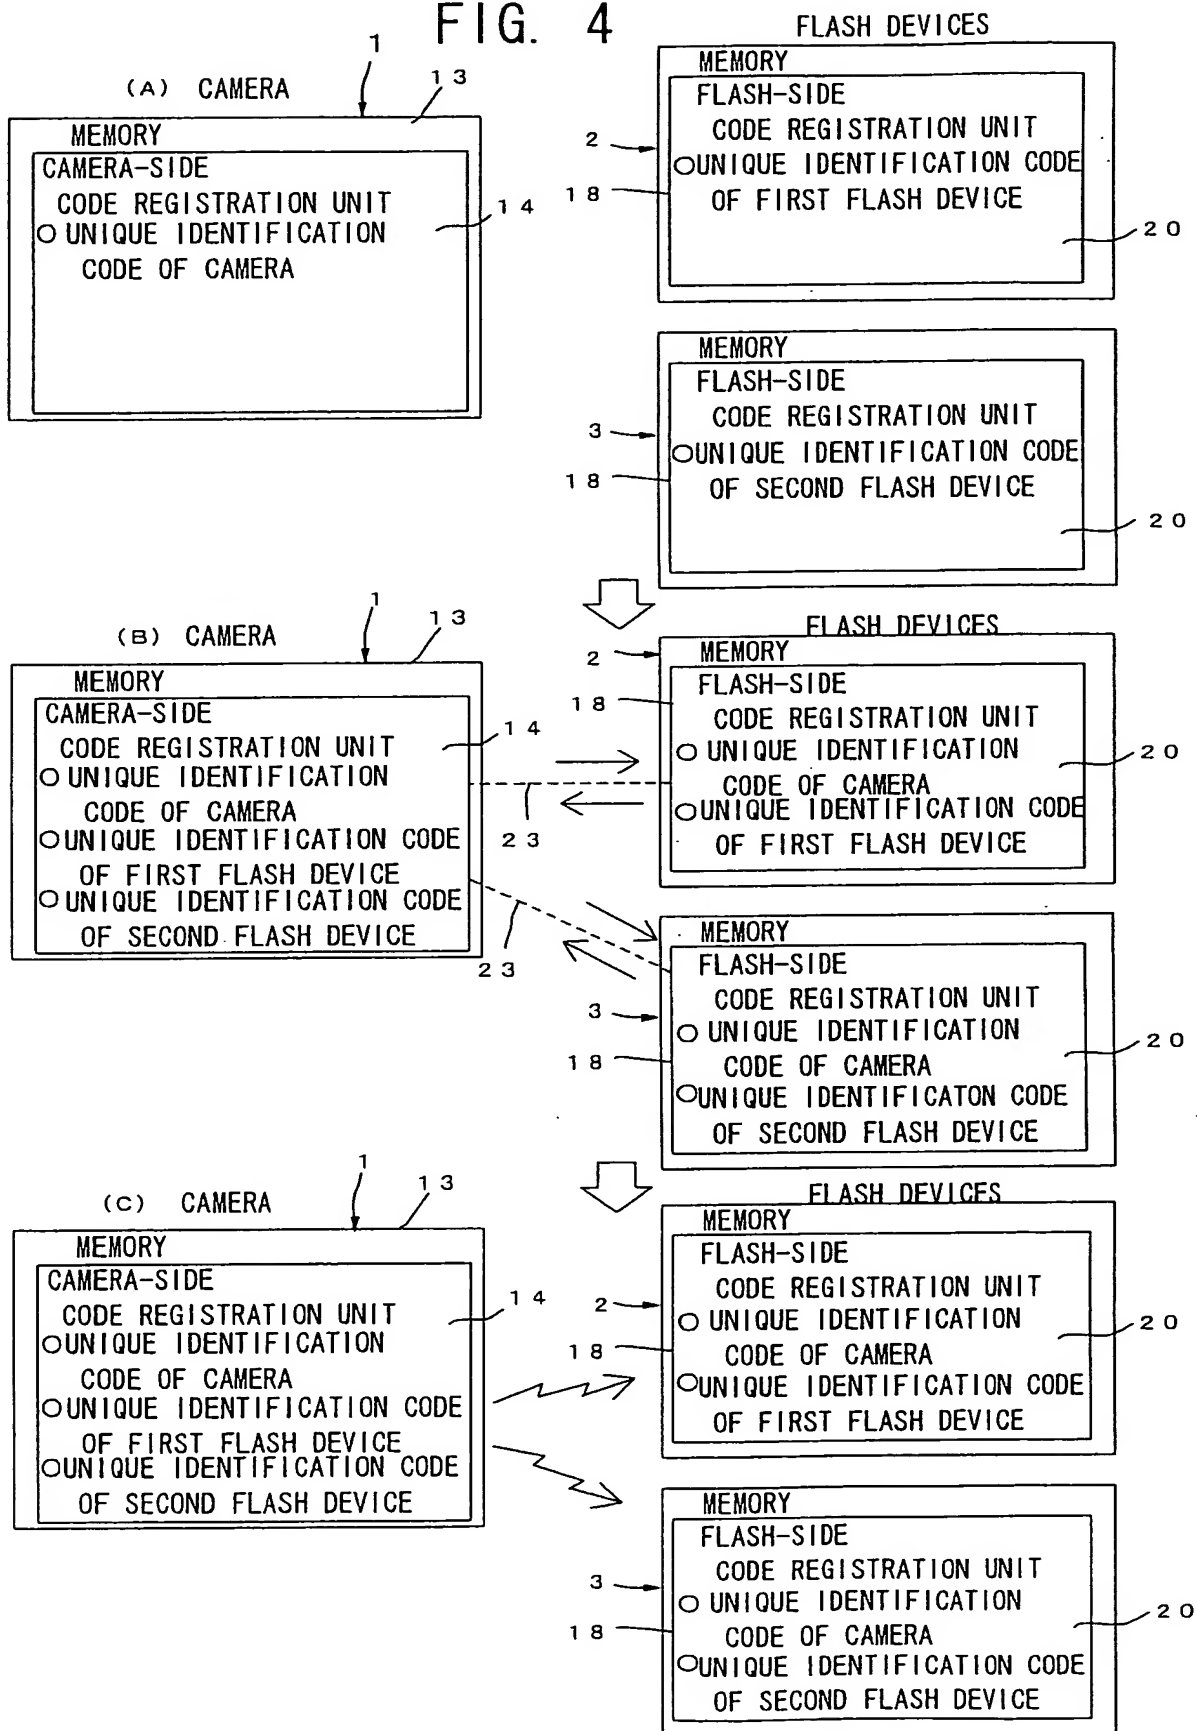 FIG. 4
(A) CAMERA
1
13
MEMORY
CAMERA-SIDE
CODE REGISTRATION UNIT
UNIQUE IDENTIFICATION
CODE OF CAMERA
14
FLASH DEVICES
MEMORY
FLASH-SIDE
CODE REGISTRATION UNIT
UNIQUE IDENTIFICATION CODE
OF FIRST FLASH DEVICE
2
18
20
MEMORY
FLASH-SIDE
CODE REGISTRATION UNIT
UNIQUE IDENTIFICATION CODE
OF SECOND FLASH DEVICE
3
18
20
(B) CAMERA
1
13
MEMORY
CAMERA-SIDE
CODE REGISTRATION UNIT
UNIQUE IDENTIFICATION
CODE OF CAMERA
UNIQUE IDENTIFICATION CODE
OF FIRST FLASH DEVICE
UNIQUE IDENTIFICATION CODE
OF SECOND FLASH DEVICE
14
23
23
FLASH DEVICES
2
MEMORY
FLASH-SIDE
18
CODE REGISTRATION UNIT
UNIQUE IDENTIFICATION
CODE OF CAMERA
UNIQUE IDENTIFICATION CODE
OF FIRST FLASH DEVICE
20
MEMORY
FLASH-SIDE
CODE REGISTRATION UNIT
3
UNIQUE IDENTIFICATION
CODE OF CAMERA
18
UNIQUE IDENTIFICATON CODE
OF SECOND FLASH DEVICE
20
(C) CAMERA
1
13
MEMORY
CAMERA-SIDE
CODE REGISTRATION UNIT
UNIQUE IDENTIFICATION
CODE OF CAMERA
UNIQUE IDENTIFICATION CODE
OF FIRST FLASH DEVICE
UNIQUE IDENTIFICATION CODE
OF SECOND FLASH DEVICE
14
FLASH DEVICES
MEMORY
FLASH-SIDE
CODE REGISTRATION UNIT
2
UNIQUE IDENTIFICATION
CODE OF CAMERA
18
UNIQUE IDENTIFICATION CODE
OF FIRST FLASH DEVICE
20
MEMORY
FLASH-SIDE
CODE REGISTRATION UNIT
3
UNIQUE IDENTIFICATION
CODE OF CAMERA
18
UNIQUE IDENTIFICATION CODE
OF SECOND FLASH DEVICE
20